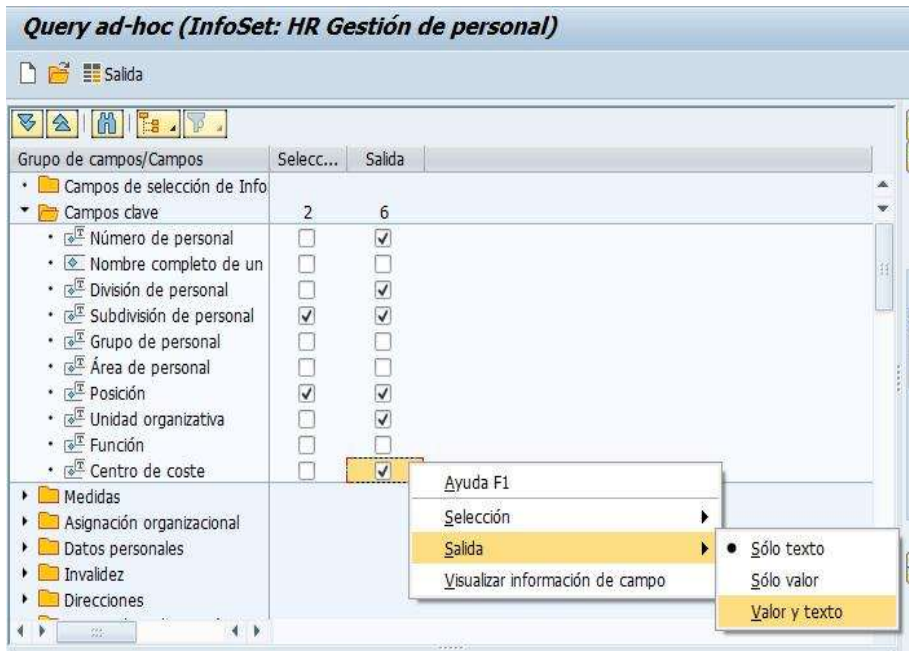 Query ad-hoc (InfoSet: HR Gestión de personal)
Salida
Grupo de campos/Campos Selecc... Salida
Campos de selección de Info
Campos clave 2 6
Número de personal
Nombre completo de un
División de personal
Subdivisión de personal
Grupo de personal
Área de personal
Posición
Unidad organizativa
Función
Centro de coste
Medidas
Asignación organizacional
Datos personales
Invalidez
Direcciones
Ayuda F1
Selección
Salida
Visualizar información de campo
Sólo texto
Sólo valor
Valor y texto